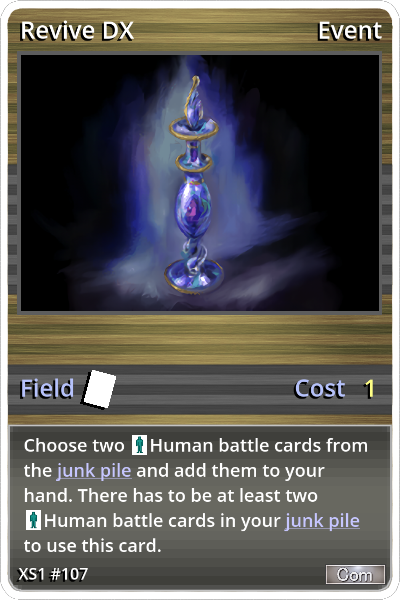 Revive DX Event
Field Cost 1
Choose two Human battle cards from
the junk pile and add them to your
hand. There has to be at least two
Human battle cards in your junk pile
to use this card.
XS1 #107 Com